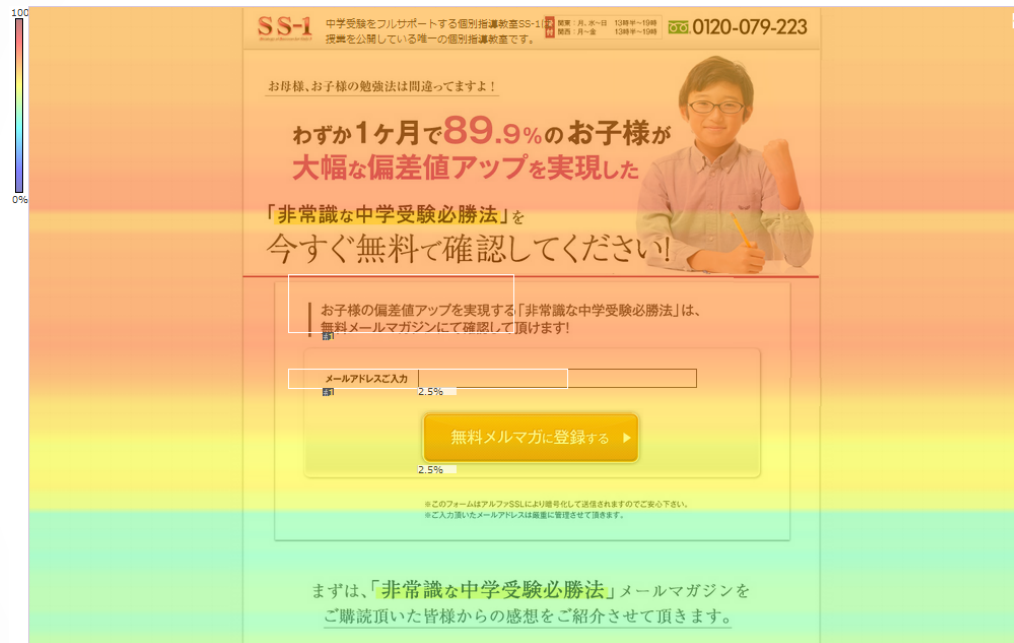 100
0%
SS-1
中学受験をフルサポートする個別指導教室SS-1は
授業を公開している唯一の個別指導教室です。
受付
関東：月、水～日 13時半～19時
関西：月～金 13時半～19時
0120-079-223
お母様、お子様の勉強法は間違ってますよ！
わずか1ヶ月で89.9%のお子様が
大幅な偏差値アップを実現した
「非常識な中学受験必勝法」を
今すぐ無料で確認してください!
お子様の偏差値アップを実現する「非常識な中学受験必勝法」は、
無料メールマガジンにて確認して頂けます!
メールアドレスご入力
2.5%
無料メルマガに登録する
2.5%
※このフォームはアルファSSLにより暗号化して送信されますのでご安心下さい。
※ご入力頂いたメールアドレスは厳重に管理させて頂きます。
まずは、「非常識な中学受験必勝法」メールマガジンを
ご購読頂いた皆様からの感想をご紹介させて頂きます。